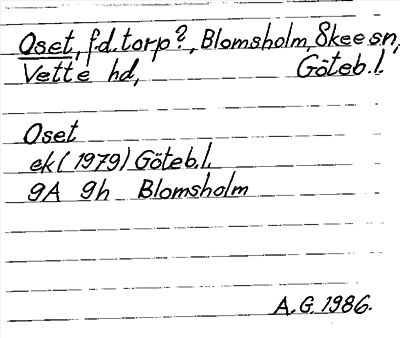 Oset, f.d. torp?, Blomsholm, Skee sn,
Vette hd, Göteb.l.
Oset
ek (1979) Göteb.l.
9A 9h Blomsholm
A.G. 1986.